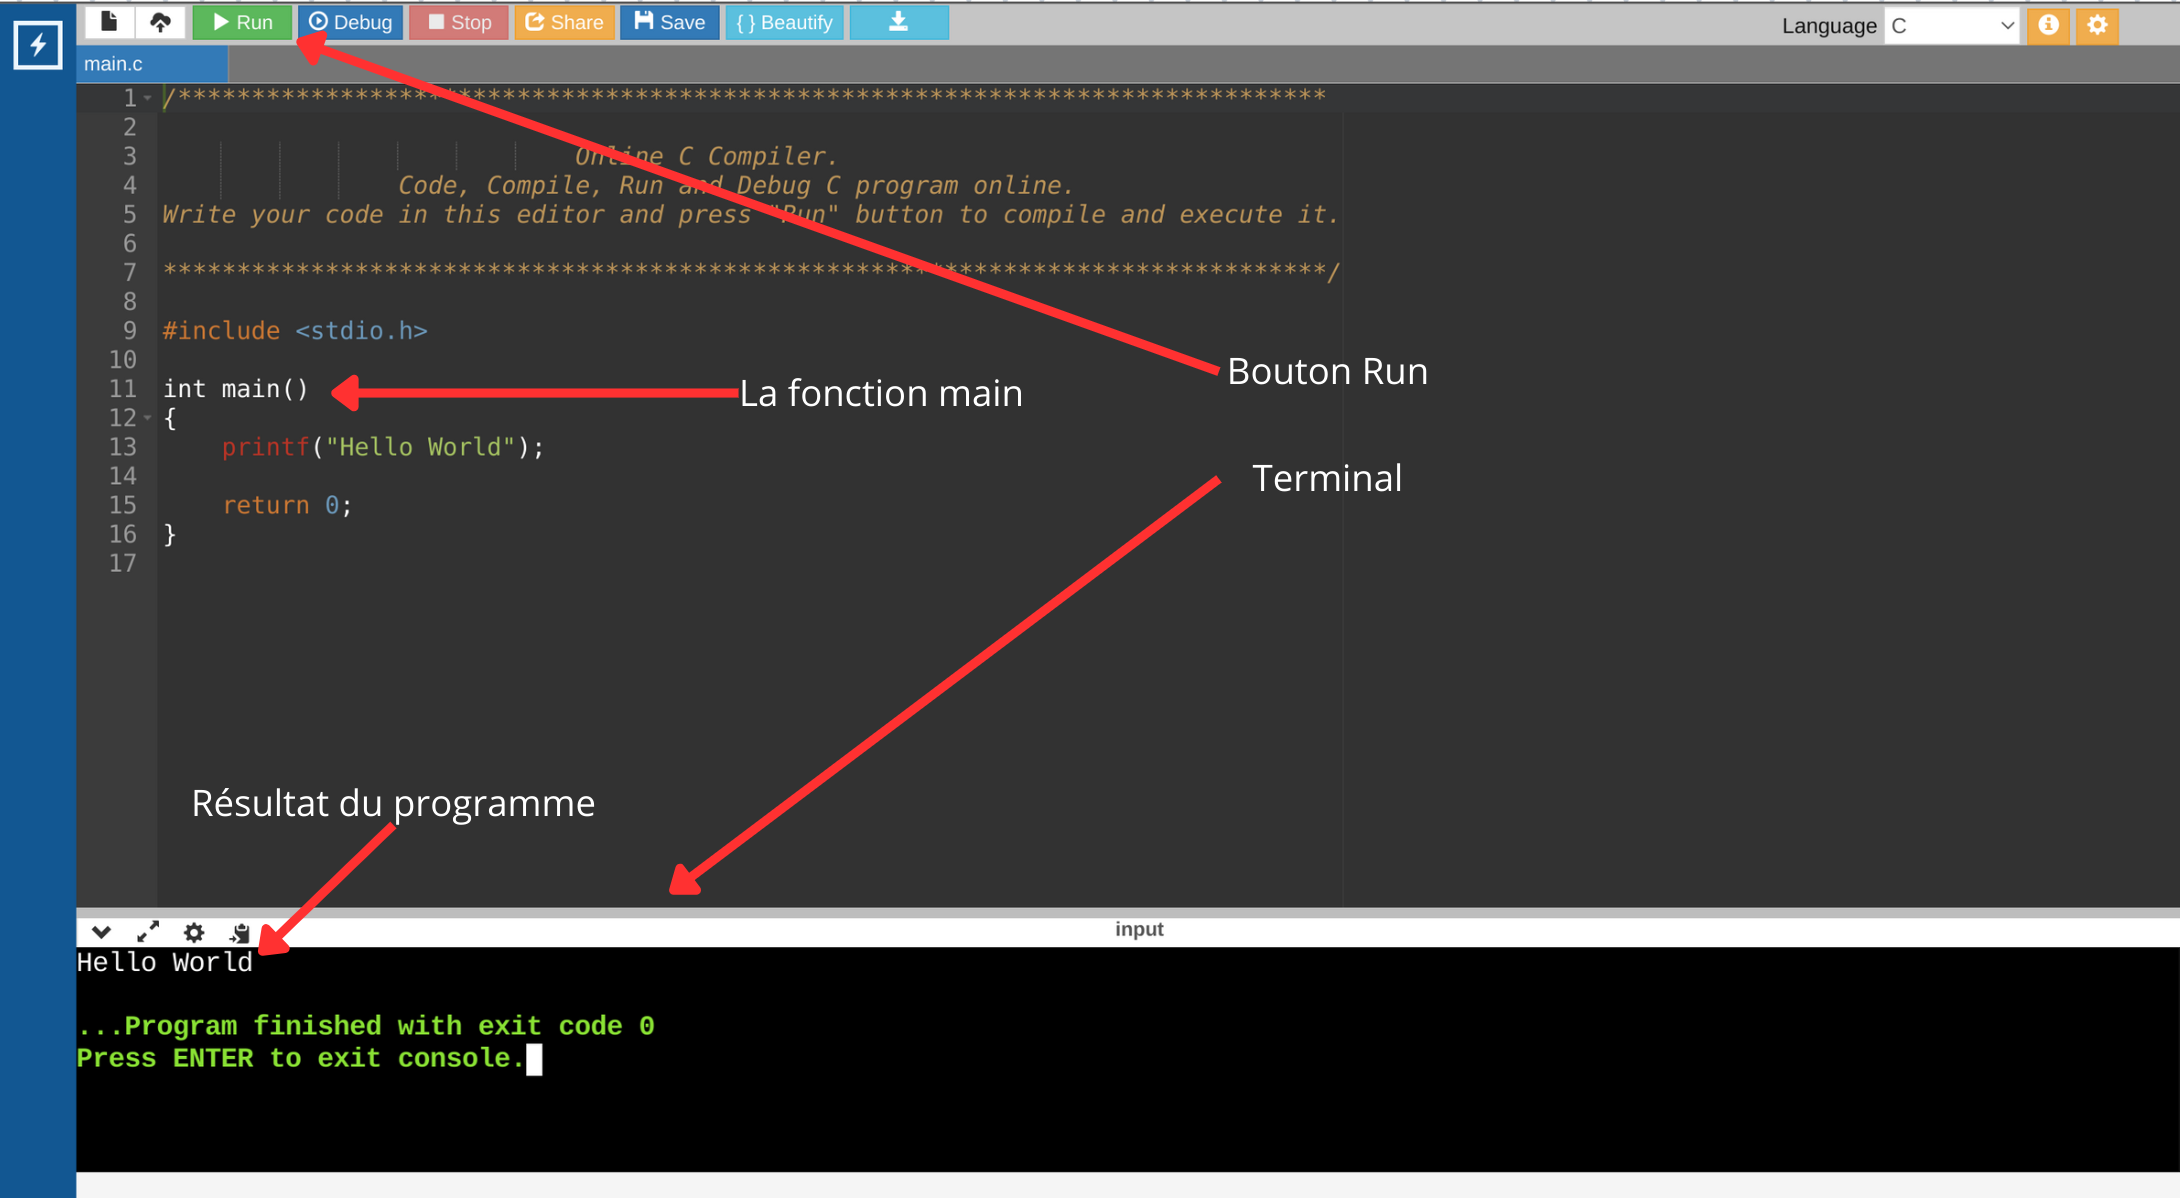 Run Debug Stop Share Save { } Beautify Language C
main.c
1 /******************************************************************************
2
3 Online C Compiler.
4 Code, Compile, Run and Debug C program online.
5 Write your code in this editor and press "Run" button to compile and execute it.
6
7 *******************************************************************************/
8
9 #include <stdio.h>
10
Bouton Run
11 int main()
La fonction main
12 {
13 printf("Hello World");
14
Terminal
15 return 0;
16 }
17
Résultat du programme
input
Hello World
...Program finished with exit code 0
Press ENTER to exit console.